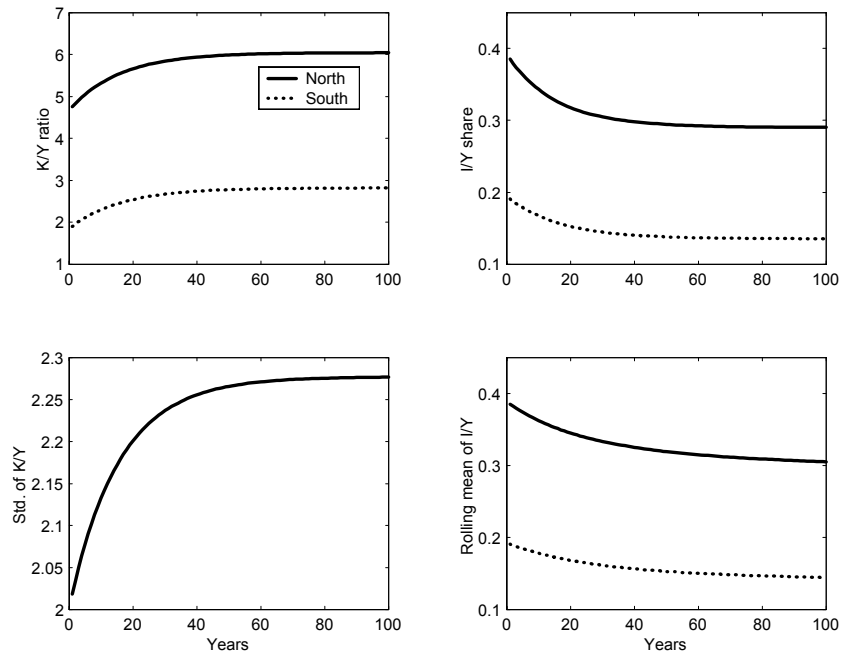 7
6
5
4
3
2
1
K/Y ratio
0 20 40 60 80 100
North
South
0.4
0.3
0.2
0.1
I/Y share
0 20 40 60 80 100
2.3
2.25
2.2
2.15
2.1
2.05
2
Std. of K/Y
0 20 40 60 80 100
Years
0.4
0.3
0.2
0.1
Rolling mean of I/Y
0 20 40 60 80 100
Years